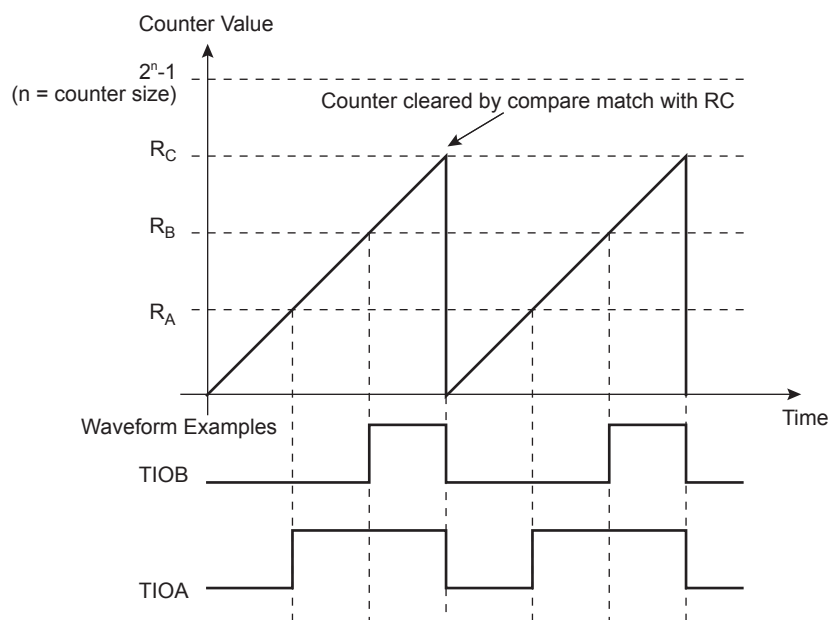 Counter Value
2ⁿ-1
(n = counter size)
Counter cleared by compare match with RC
R_C
R_B
R_A
Time
Waveform Examples
TIOB
TIOA